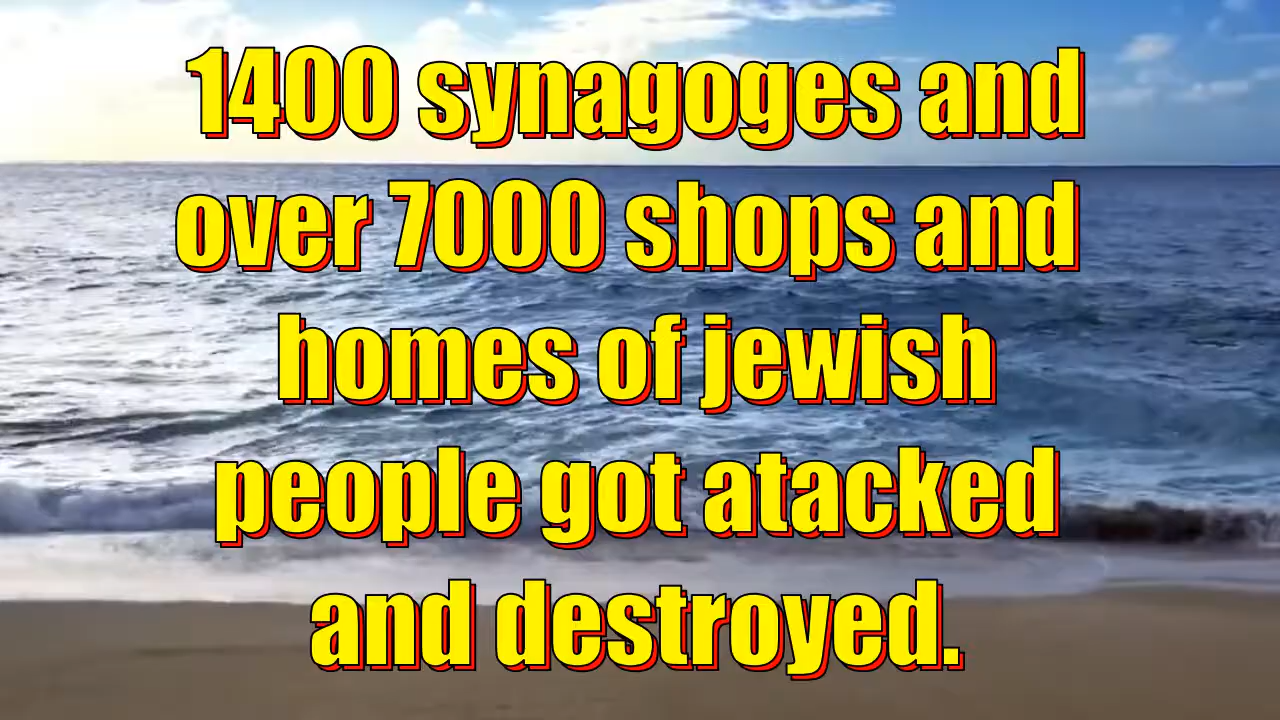 1400 synagoges and
over 7000 shops and
homes of jewish
people got atacked
and destroyed.